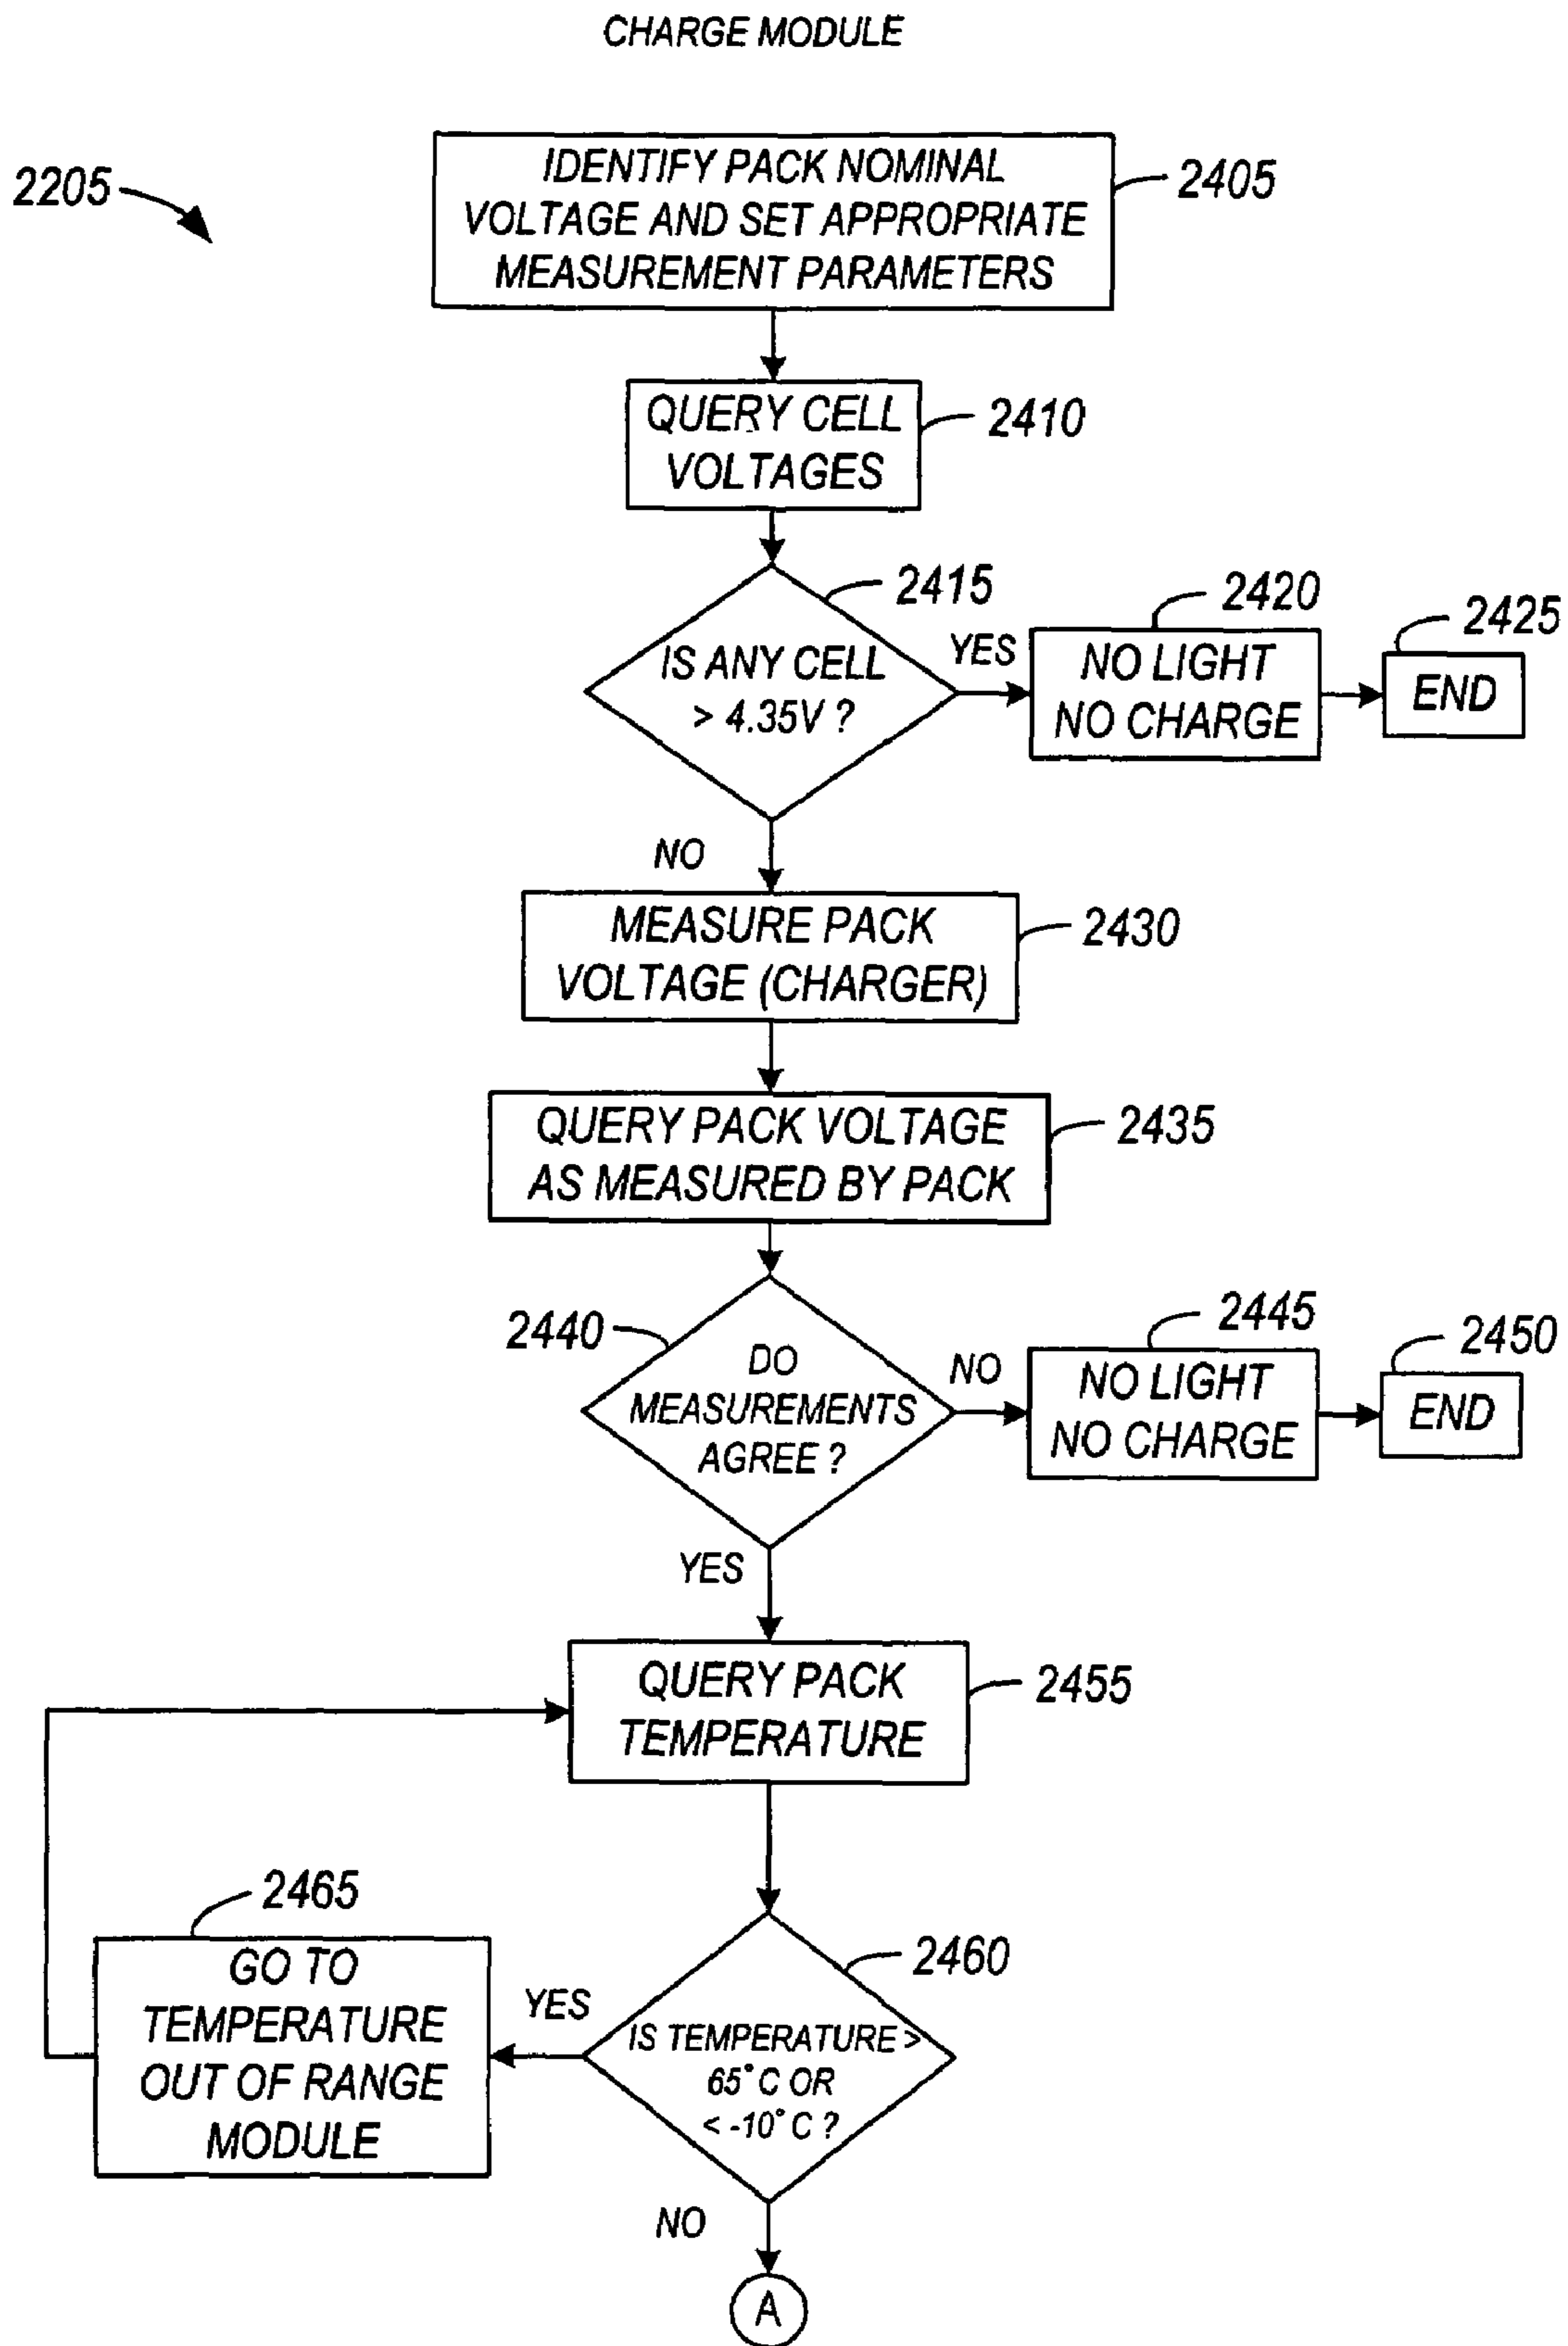 CHARGE MODULE
2205
IDENTIFY PACK NOMINAL
VOLTAGE AND SET APPROPRIATE
MEASUREMENT PARAMETERS
2405
QUERY CELL
VOLTAGES
2410
IS ANY CELL
> 4.35V ?
2415
YES
NO LIGHT
NO CHARGE
2420
END
2425
NO
MEASURE PACK
VOLTAGE (CHARGER)
2430
QUERY PACK VOLTAGE
AS MEASURED BY PACK
2435
2440
DO
MEASUREMENTS
AGREE ?
NO
NO LIGHT
NO CHARGE
2445
END
2450
YES
QUERY PACK
TEMPERATURE
2455
2465
GO TO
TEMPERATURE
OUT OF RANGE
MODULE
YES
2460
IS TEMPERATURE >
65°C OR
< -10°C ?
NO
A